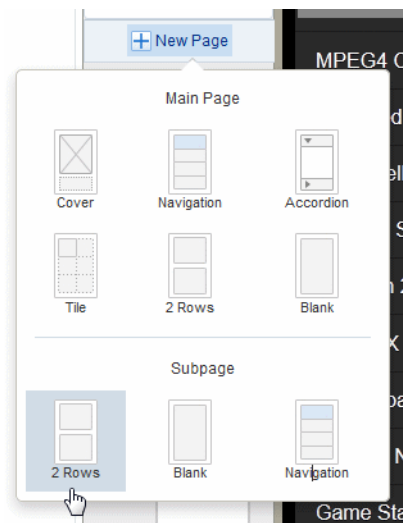 New Page
MPEG4
Main Page
Cover Navigation Accordion
Tile 2 Rows Blank
Subpage
2 Rows Blank Navigation
Game Sta